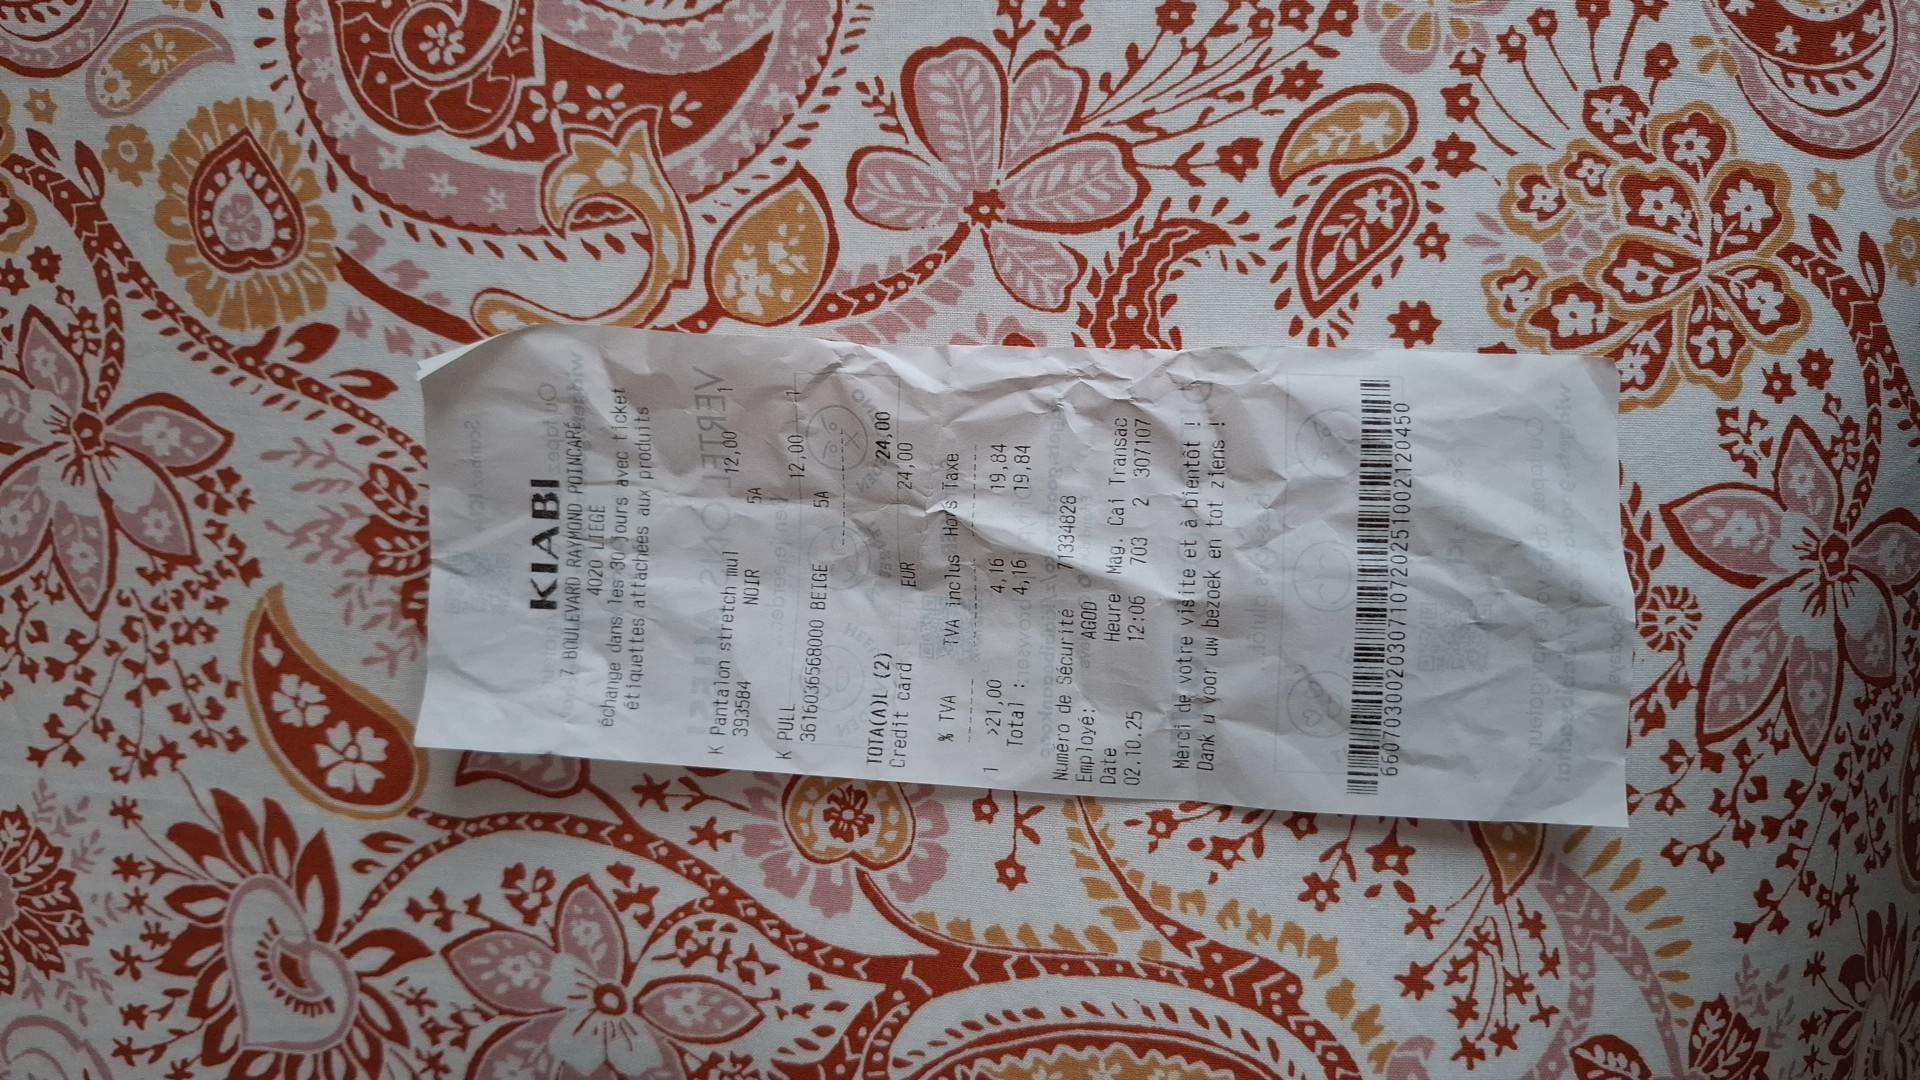 KIABI
7 BOULEVARD RAYMOND POINCARÉ
4020 LIEGE
échange dans les 30 jours avec ticket
étiquettes attachées aux produits
K Pantalon stretch mul 12,00 1
393584 NOIR 5A
K PULL 12,00 1
3616036568000 BEIGE 5A
TOTA(A)L (2) 24,00
Credit card EUR 24,00
% TVA TVA inclus Hors Taxe
1 >21,00 4,16 19,84
Total : 4,16 19,84
Numéro de Sécurité 71334828
Employé: AGOD
Date Heure Mag. Cai Transac
02.10.25 12:06 703 2 307107
Merci de votre visite et à bientôt !
Dank u voor uw bezoek en tot ziens !
660703002030710720251002120450